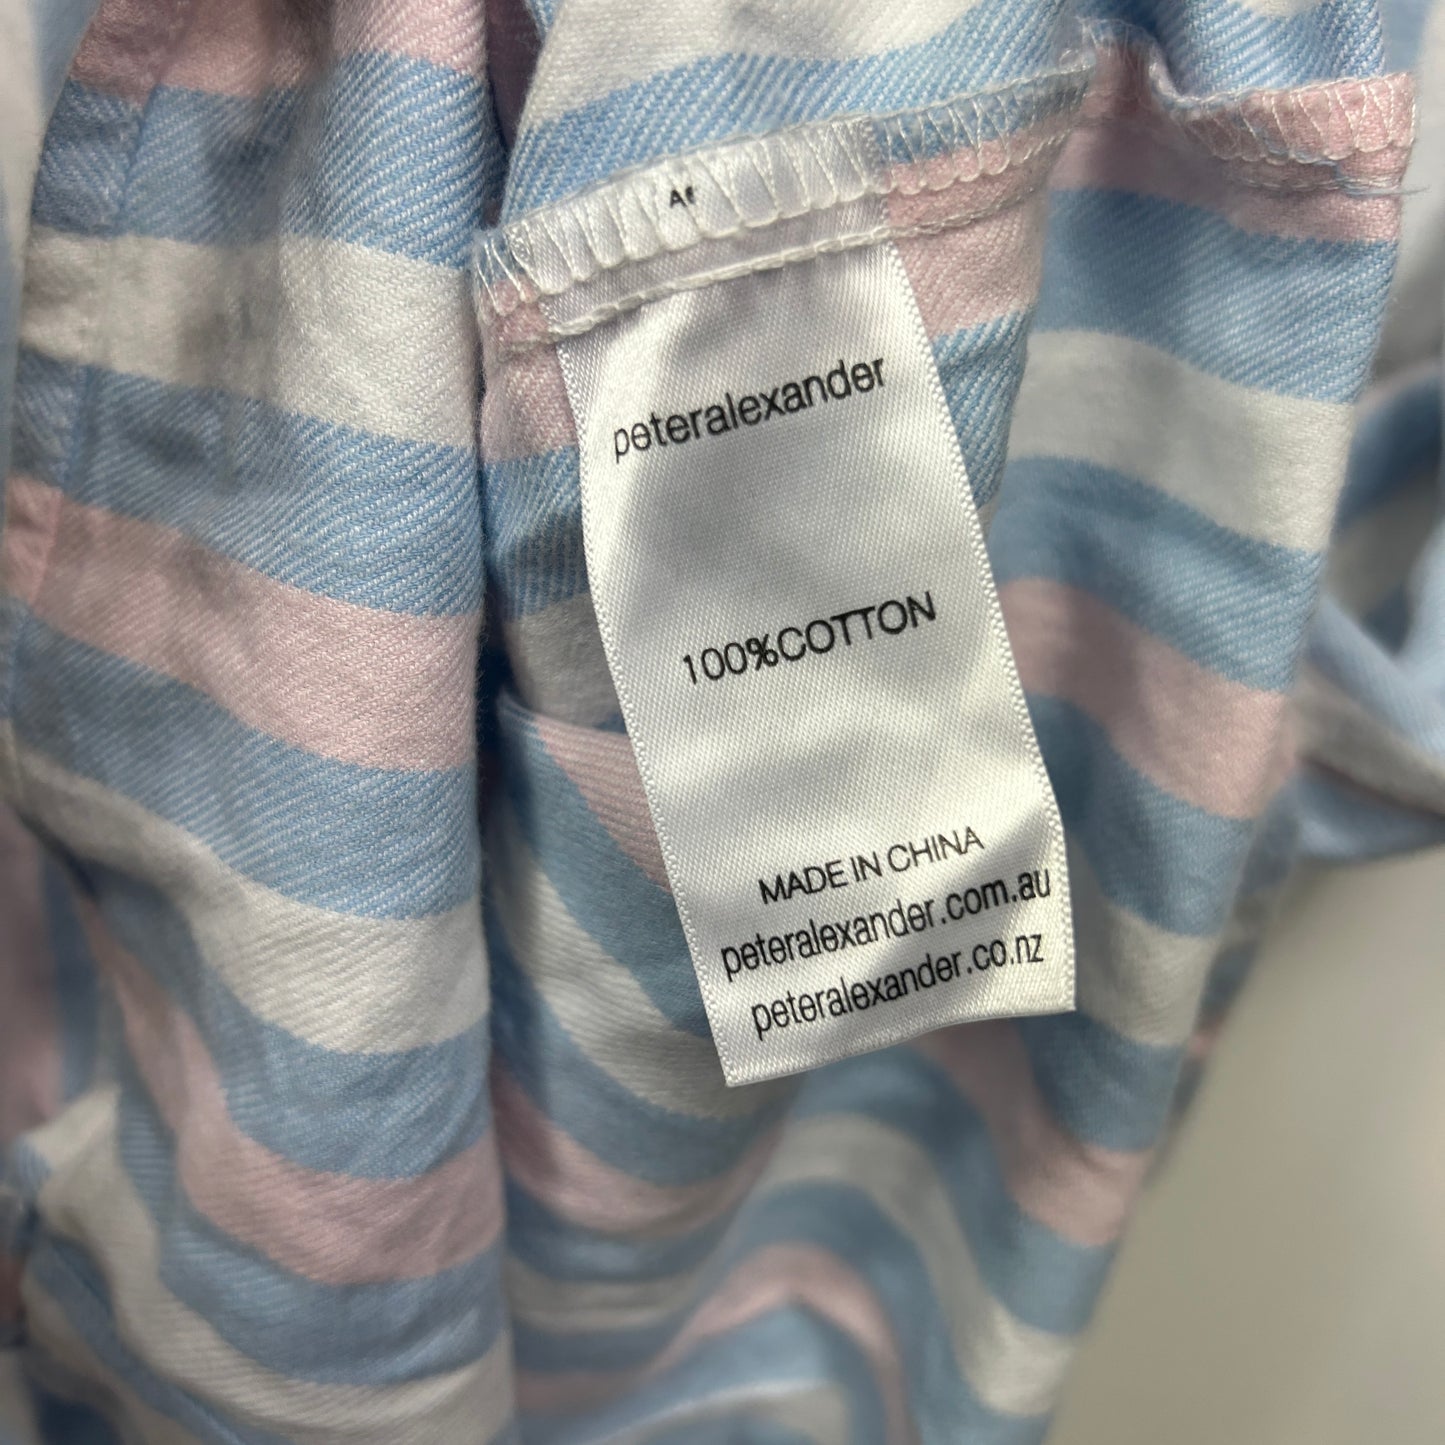 peteralexander
100%COTTON
MADE IN CHINA
peteralexander.com.au
peteralexander.co.nz